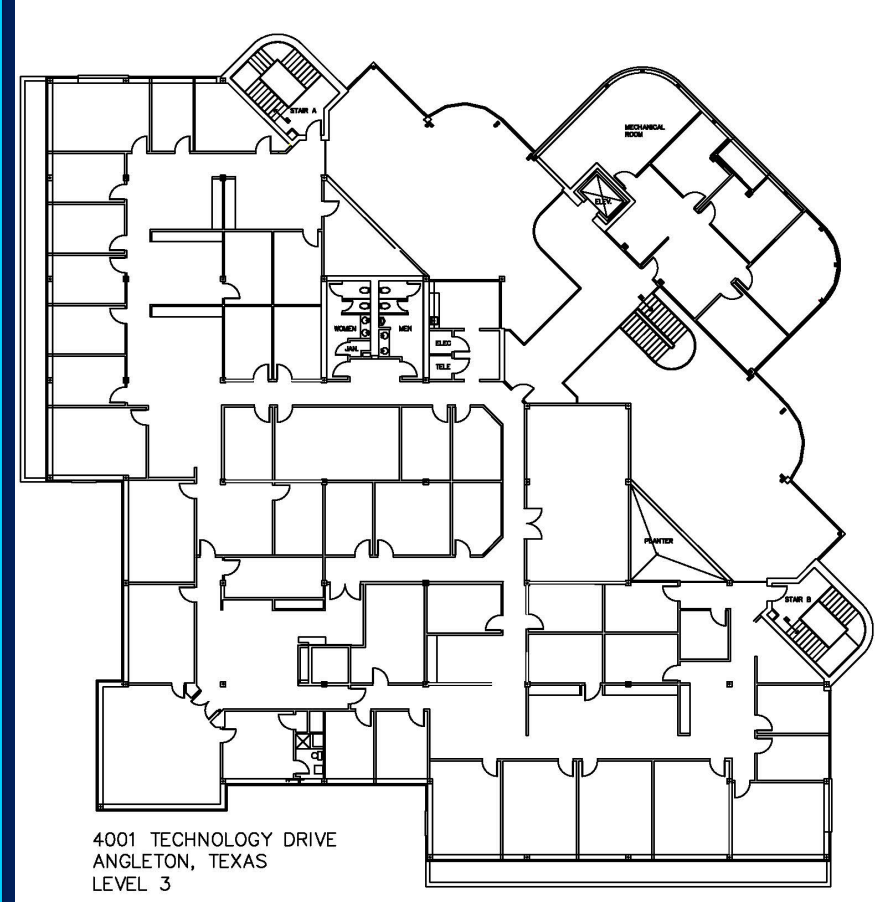 STAIR A
MECHANICAL
ROOM
ELEV.
WOMEN
MEN
JAN.
ELEC
TELE
PLANTER
STAIR B
4001 TECHNOLOGY DRIVE
ANGLETON, TEXAS
LEVEL 3